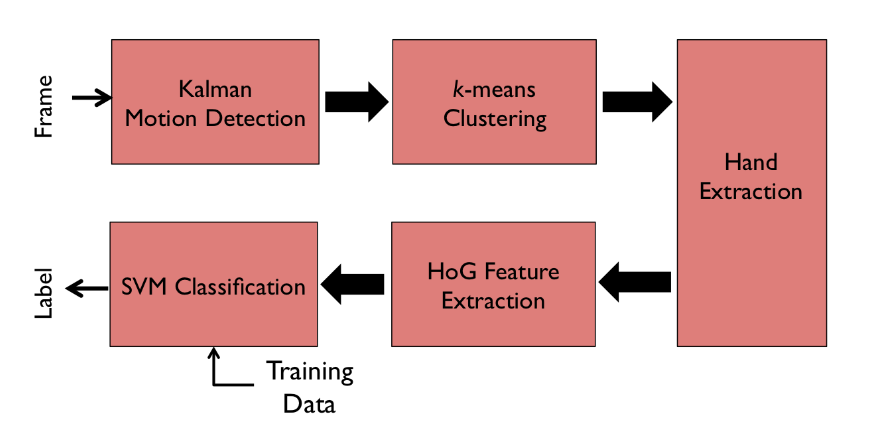 Frame
Kalman
Motion Detection
k-means
Clustering
Hand
Extraction
HoG Feature
Extraction
SVM Classification
Label
Training
Data